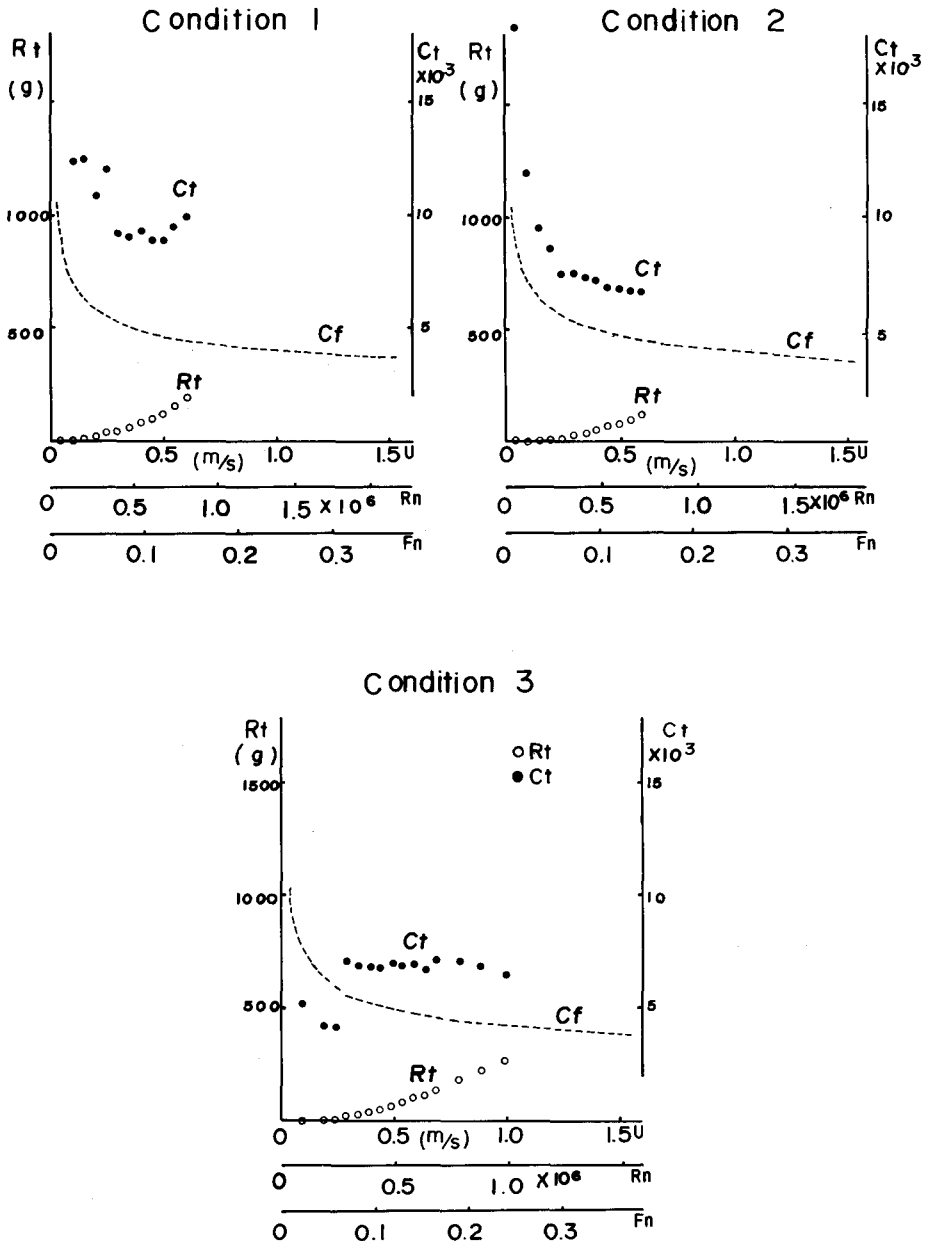 Condition 1
Rt
(g)
Ct
X10³
15
1000
10
500
5
Ct
Cf
Rt
0
0.5
(m/s)
1.0
1.5 U
0
0.5
1.0
1.5 X10⁶ Rn
0
0.1
0.2
0.3
Fn
Condition 2
Rt
(g)
Ct
X10³
15
1000
10
500
5
Ct
Cf
Rt
0
0.5
(m/s)
1.0
1.5 U
0
0.5
1.0
1.5 X10⁶ Rn
0
0.1
0.2
0.3
Fn
Condition 3
Rt
(g)
Ct
X10³
Rt
Ct
1500
15
1000
10
500
5
Ct
Cf
Rt
0
0.5
(m/s)
1.0
1.5 U
0
0.5
1.0 X10⁶
Rn
0
0.1
0.2
0.3
Fn